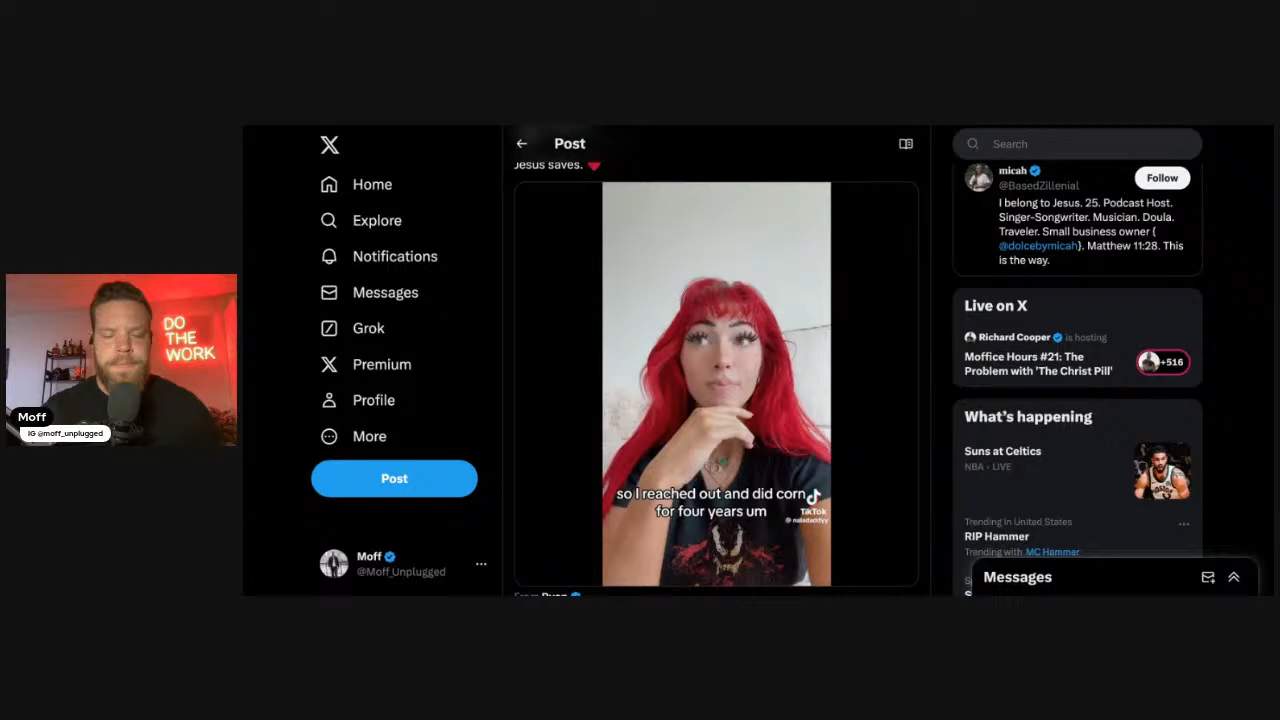 DO
THE
WORK
Moff
IG @moff_unplugged
X
Home
Explore
Notifications
Messages
Grok
Premium
Profile
More
Post
Moff
@Moff_Unplugged
...
Post
Jesus saves.
so I reached out and did corn
for four years um
TikTok
@naladaddyy
Search
micah
@BasedZillenial
Follow
I belong to Jesus. 25. Podcast Host.
Singer-Songwriter. Musician. Doula.
Traveler. Small business owner {
@dolcebymicah}. Matthew 11:28. This
is the way.
Live on X
Richard Cooper is hosting
Moffice Hours #21: The
Problem with 'The Christ Pill'
+516
What's happening
Suns at Celtics
NBA · LIVE
Trending in United States
...
RIP Hammer
Trending with MC Hammer
Messages